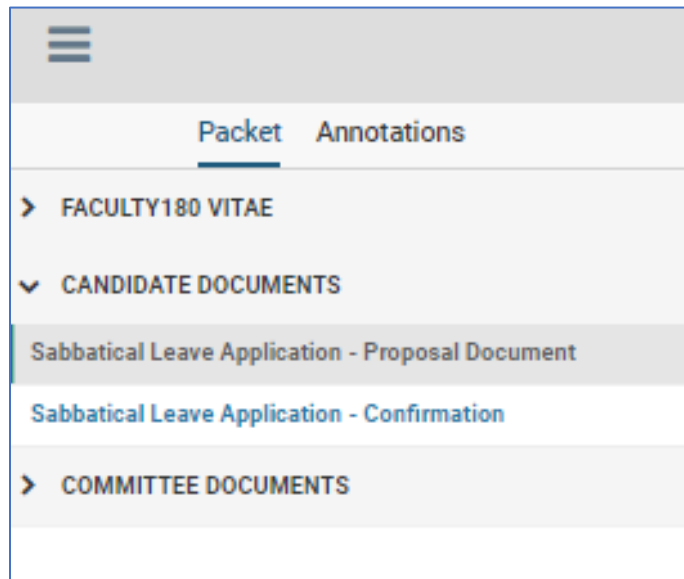 Packet Annotations
FACULTY180 VITAE
CANDIDATE DOCUMENTS
Sabbatical Leave Application - Proposal Document
Sabbatical Leave Application - Confirmation
COMMITTEE DOCUMENTS